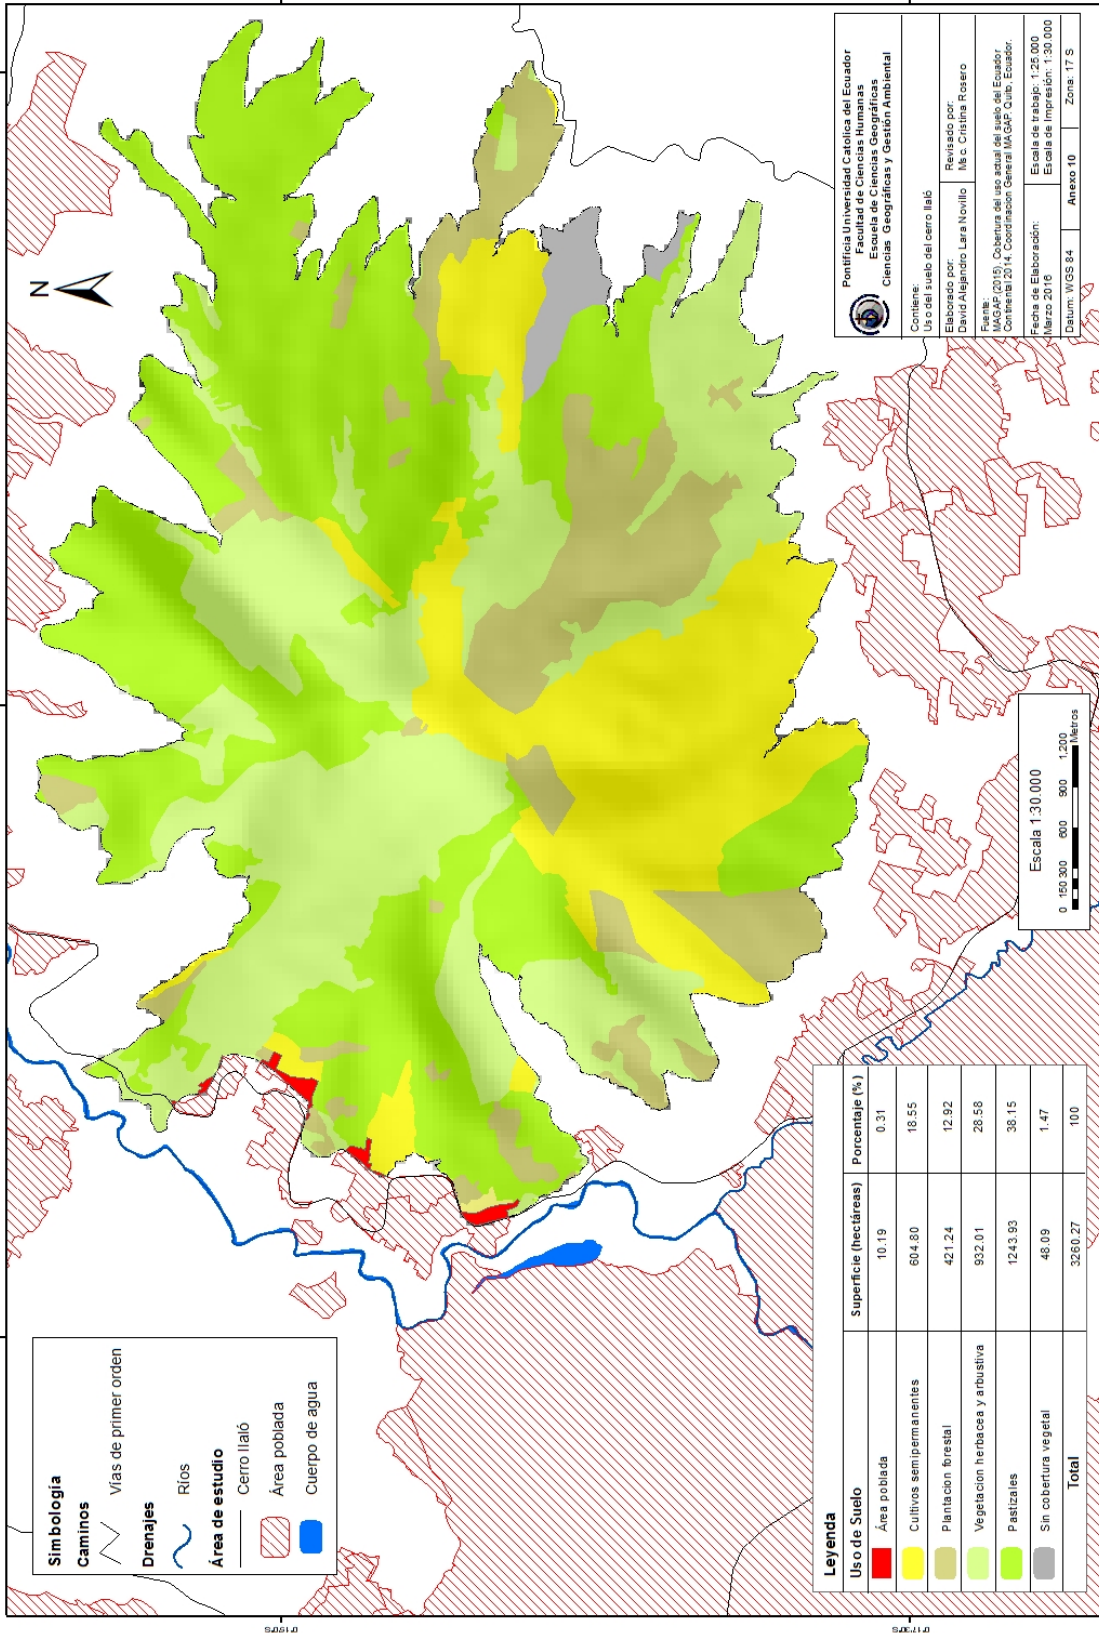 N
Simbología
Caminos
Vías de primer orden
Drenajes
Ríos
Área de estudio
Cerro Ilaló
Área poblada
Cuerpo de agua
Pontificia Universidad Catolica del Ecuador
Facultad de Ciencias Humanas
Escuela de Ciencias Geográficas
Ciencias Geográficas y Gestión Ambiental
Contiene:
Uso del suelo del cerro Ilaló
Elaborado por:
David Alejandro Lara Novillo
Revisado por:
Msc. Cristina Rosero
Fuente:
MAGAP (2015). Cobertura del uso actual del suelo del Ecuador
Continental 2014. Coordinación General MAGAP. Quito, Ecuador.
Fecha de Elaboración:
Marzo 2016
Escala de trabajo: 1:25.000
Escala de Impresión: 1:30.000
Datum: WGS 84
Anexo 10
Zona: 17 S
Escala 1:30.000
0 150 300 600 900 1,200
Metros
Leyenda
Uso de Suelo Superficie (hectáreas) Porcentaje (%)
Área poblada 10.19 0.31
Cultivos semipermanentes 604.80 18.55
Plantacion forestal 421.24 12.92
Vegetacion herbacea y arbustiva 932.01 28.58
Pastizales 1243.93 38.15
Sin cobertura vegetal 48.09 1.47
Total 3260.27 100